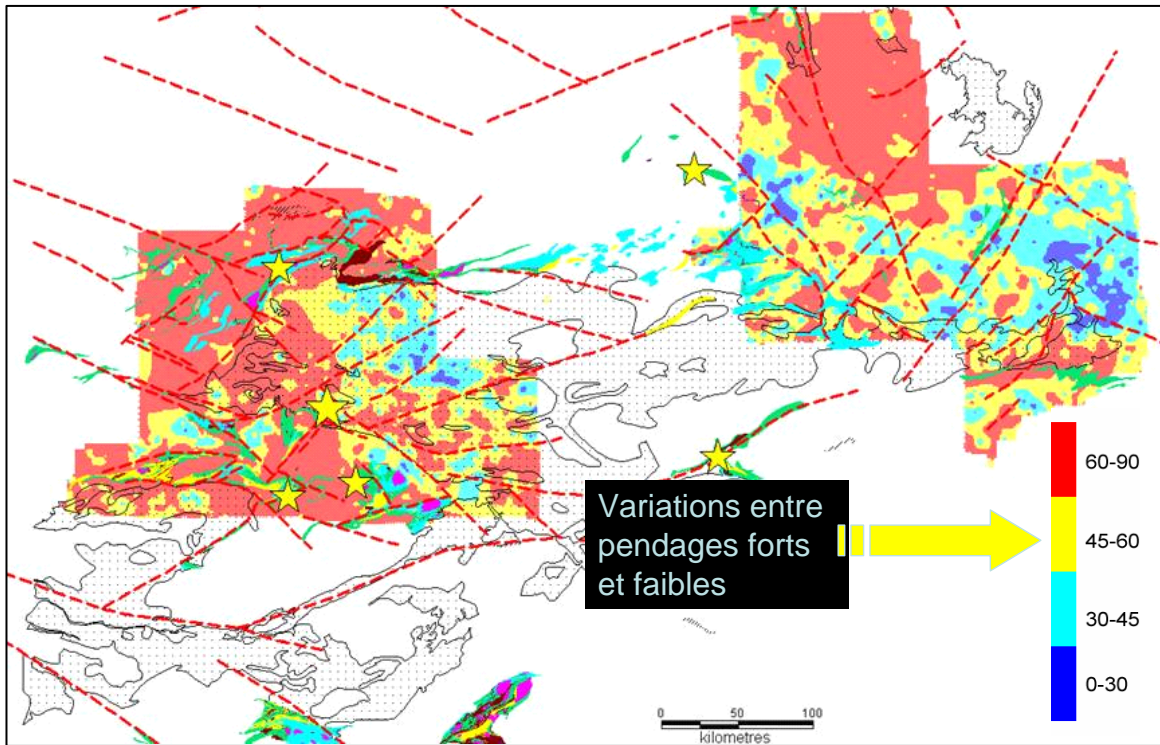 Variations entre
pendages forts
et faibles
60-90
45-60
30-45
0-30
0 50 100
kilometres